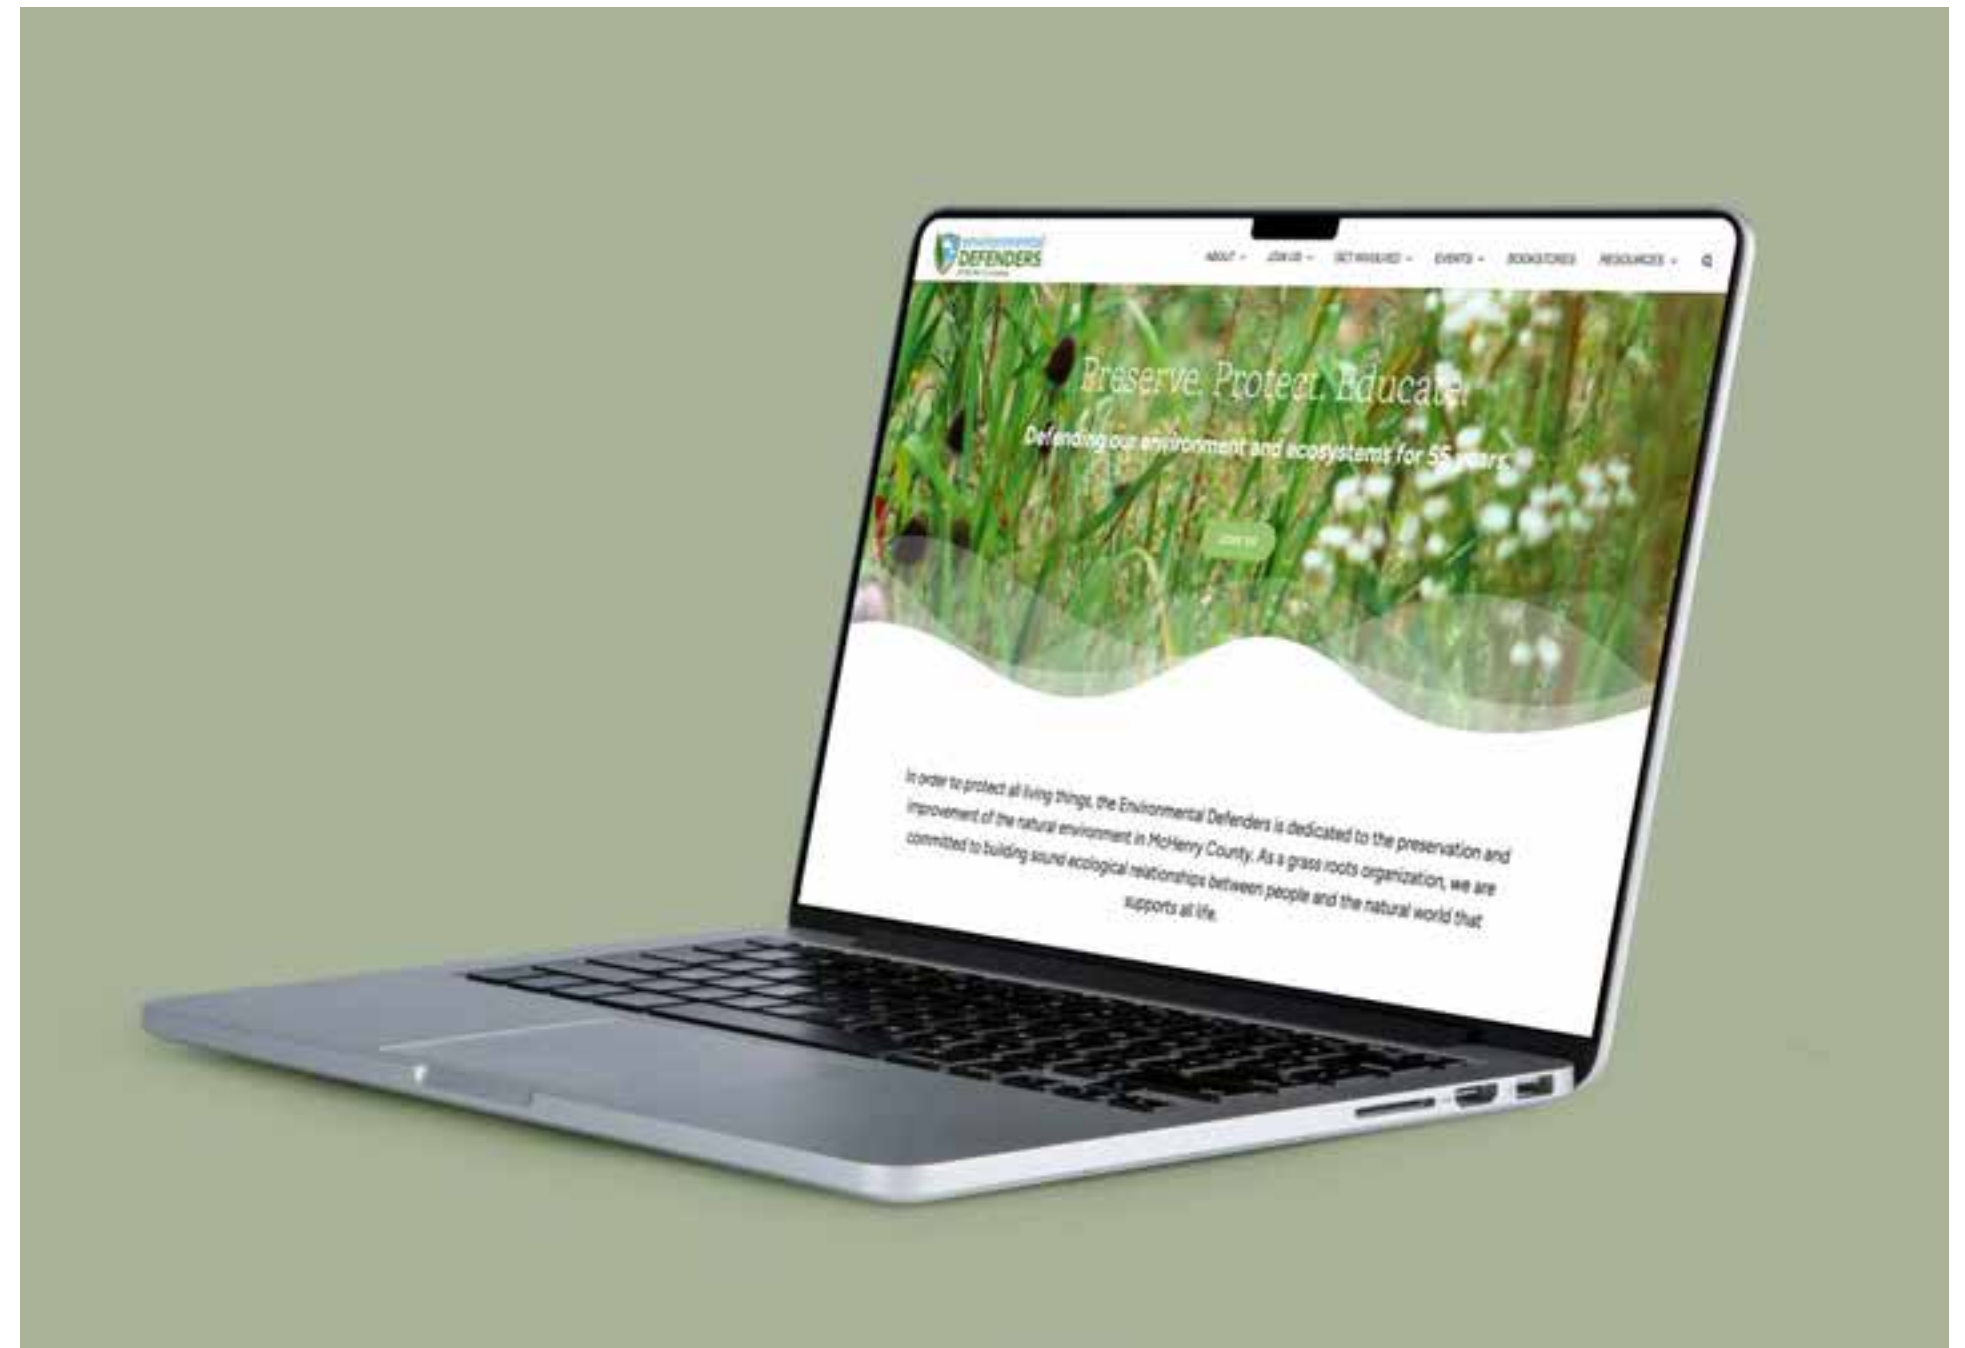 environmental
DEFENDERS
ABOUT JOIN US GET INVOLVED EVENTS BOOKSTORES RESOURCES
Preserve. Protect. Educate.
Defending our environment and ecosystems for 55 years.
JOIN US
In order to protect all living things, the Environmental Defenders is dedicated to the preservation and
improvement of the natural environment in McHenry County. As a grass roots organization, we are
committed to building sound ecological relationships between people and the natural world that
supports all life.